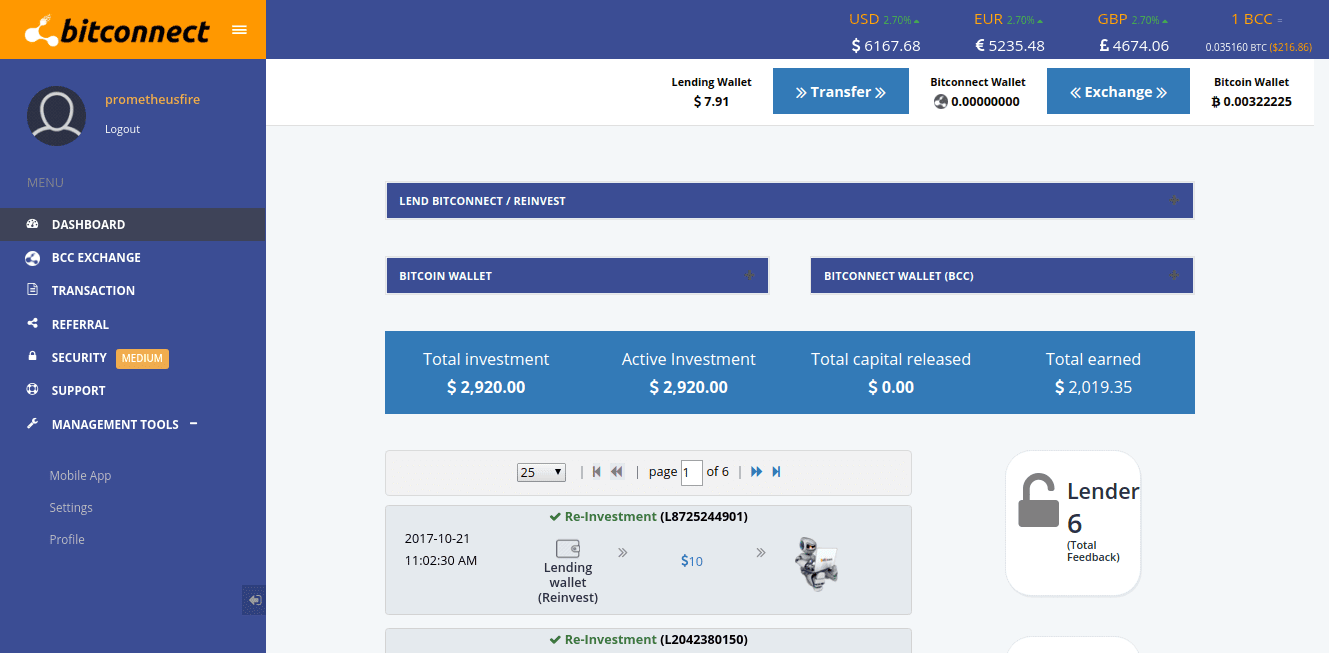 bitconnect
USD 2.70%
$ 6167.68
EUR 2.70%
€ 5235.48
GBP 2.70%
£ 4674.06
1 BCC =
0.035160 BTC ($216.86)
prometheusfire
Logout
Lending Wallet
$ 7.91
Transfer
Bitconnect Wallet
0.00000000
Exchange
Bitcoin Wallet
0.00322225
MENU
DASHBOARD
BCC EXCHANGE
TRANSACTION
REFERRAL
SECURITY MEDIUM
SUPPORT
MANAGEMENT TOOLS
Mobile App
Settings
Profile
LEND BITCONNECT / REINVEST
BITCOIN WALLET
BITCONNECT WALLET (BCC)
Total investment
$ 2,920.00
Active Investment
$ 2,920.00
Total capital released
$ 0.00
Total earned
$ 2,019.35
25 | | page 1 of 6 |
Re-Investment (L8725244901)
2017-10-21
11:02:30 AM
Lending
wallet
(Reinvest)
$10
Re-Investment (L2042380150)
Lender
6
(Total
Feedback)